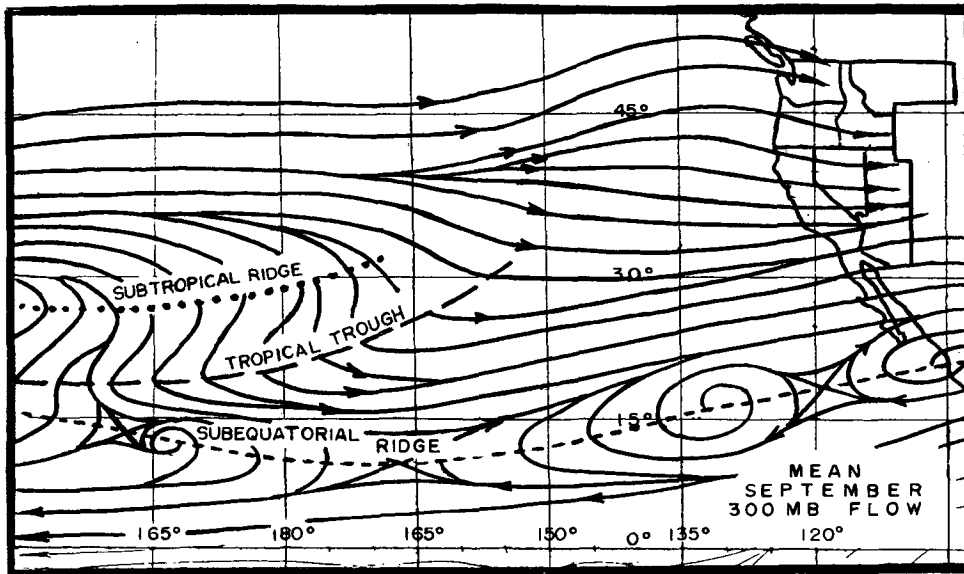 45°
30°
SUBTROPICAL RIDGE
TROPICAL TROUGH
15°
SUBEQUATORIAL RIDGE
MEAN
SEPTEMBER
300 MB FLOW
165° 180° 150° 0° 135° 120°